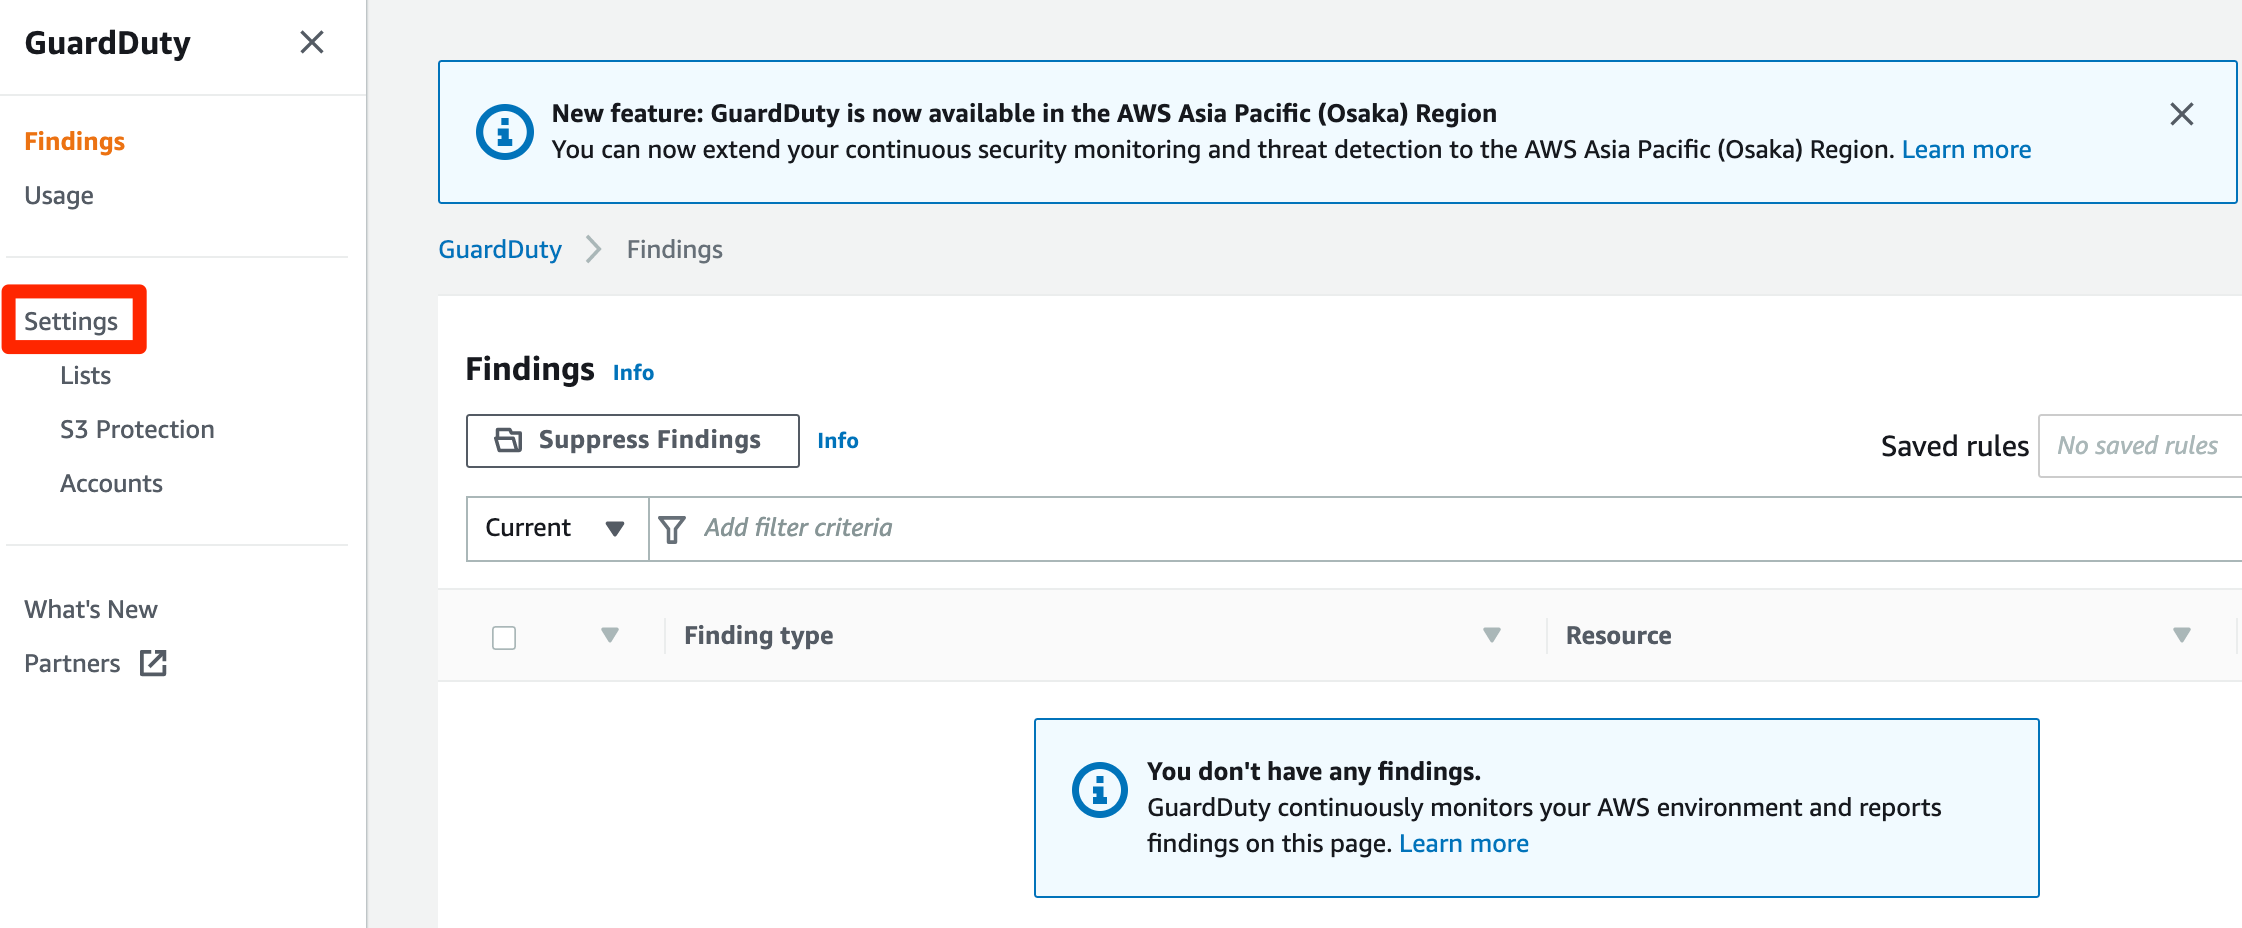 GuardDuty
Findings
Usage
Settings
Lists
S3 Protection
Accounts
What's New
Partners
New feature: GuardDuty is now available in the AWS Asia Pacific (Osaka) Region
You can now extend your continuous security monitoring and threat detection to the AWS Asia Pacific (Osaka) Region. Learn more
GuardDuty Findings
Findings Info
Suppress Findings Info
Saved rules No saved rules
Current Add filter criteria
Finding type Resource
You don't have any findings.
GuardDuty continuously monitors your AWS environment and reports
findings on this page. Learn more